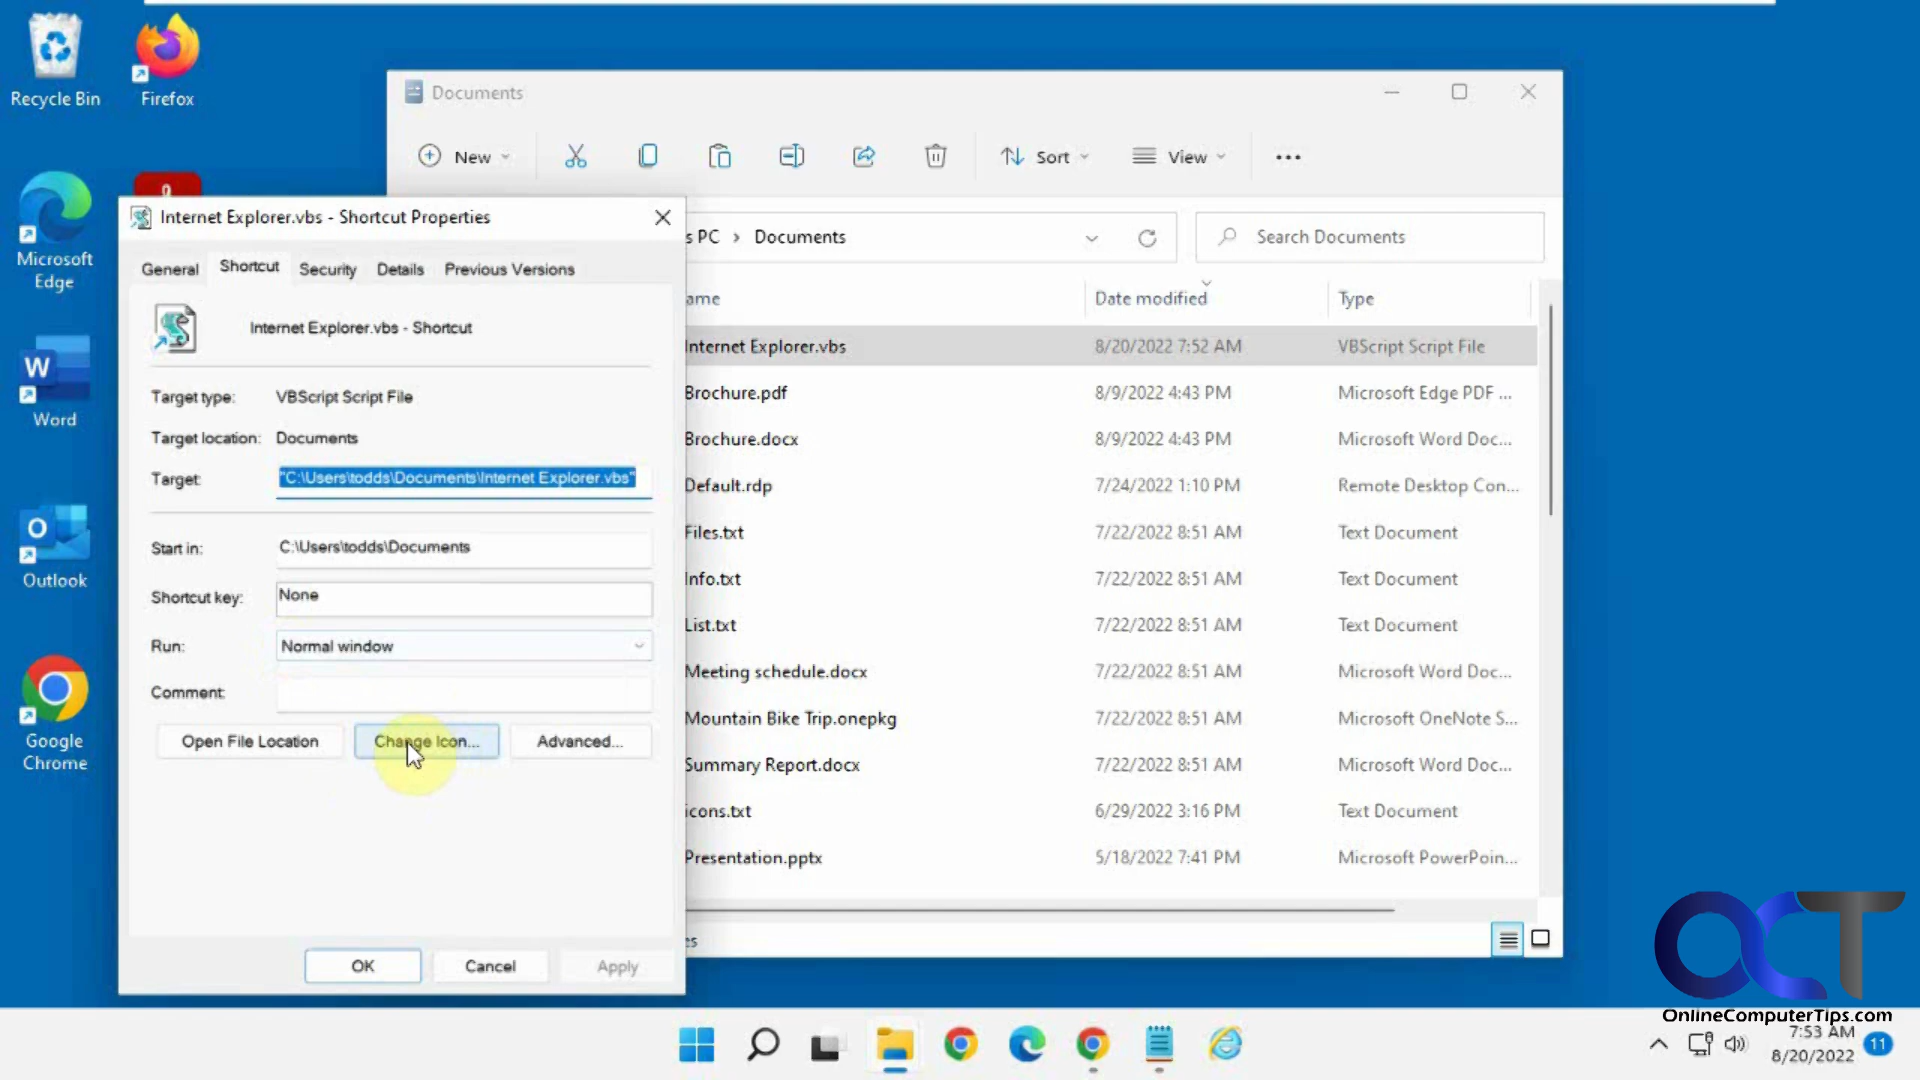 Recycle Bin
Firefox
Microsoft
Edge
Word
Outlook
Google
Chrome
Documents
New
Sort
View
s PC > Documents
Search Documents
ame
Date modified
Type
Internet Explorer.vbs 8/20/2022 7:52 AM VBScript Script File
Brochure.pdf 8/9/2022 4:43 PM Microsoft Edge PDF ...
Brochure.docx 8/9/2022 4:43 PM Microsoft Word Doc...
Default.rdp 7/24/2022 1:10 PM Remote Desktop Con...
Files.txt 7/22/2022 8:51 AM Text Document
Info.txt 7/22/2022 8:51 AM Text Document
List.txt 7/22/2022 8:51 AM Text Document
Meeting schedule.docx 7/22/2022 8:51 AM Microsoft Word Doc...
Mountain Bike Trip.onepkg 7/22/2022 8:51 AM Microsoft OneNote S...
Summary Report.docx 7/22/2022 8:51 AM Microsoft Word Doc...
icons.txt 6/29/2022 3:16 PM Text Document
Presentation.pptx 5/18/2022 7:41 PM Microsoft PowerPoin...
es
Internet Explorer.vbs - Shortcut Properties
General Shortcut Security Details Previous Versions
Internet Explorer.vbs - Shortcut
Target type: VBScript Script File
Target location: Documents
Target: "C:\Users\todds\Documents\Internet Explorer.vbs"
Start in: C:\Users\todds\Documents
Shortcut key: None
Run: Normal window
Comment:
Open File Location Change Icon... Advanced...
OK Cancel Apply
OCT
OnlineComputerTips.com
7:53 AM
8/20/2022
11